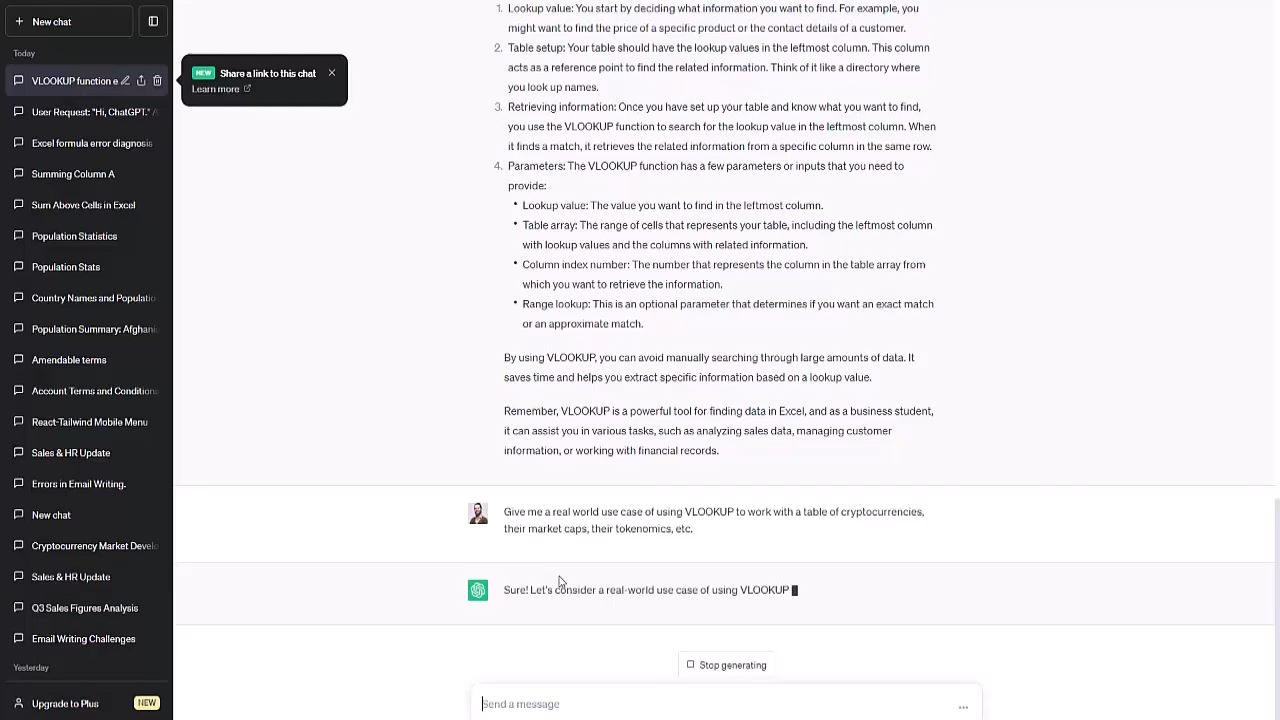 New chat
Today
VLOOKUP function e
User Request: "Hi, ChatGPT."
Excel formula error diagnosis
Summing Column A
Sum Above Cells in Excel
Population Statistics
Population Stats
Country Names and Populatio
Population Summary: Afghani
Amendable terms
Account Terms and Conditions
React-Tailwind Mobile Menu
Sales & HR Update
Errors in Email Writing.
New chat
Cryptocurrency Market Develo
Sales & HR Update
Q3 Sales Figures Analysis
Email Writing Challenges
Yesterday
Upgrade to Plus NEW
NEW Share a link to this chat
Learn more
1. Lookup value: You start by deciding what information you want to find. For example, you
might want to find the price of a specific product or the contact details of a customer.
2. Table setup: Your table should have the lookup values in the leftmost column. This column
acts as a reference point to find the related information. Think of it like a directory where
you look up names.
3. Retrieving information: Once you have set up your table and know what you want to find,
you use the VLOOKUP function to search for the lookup value in the leftmost column. When
it finds a match, it retrieves the related information from a specific column in the same row.
4. Parameters: The VLOOKUP function has a few parameters or inputs that you need to
provide:
• Lookup value: The value you want to find in the leftmost column.
• Table array: The range of cells that represents your table, including the leftmost column
with lookup values and the columns with related information.
• Column index number: The number that represents the column in the table array from
which you want to retrieve the information.
• Range lookup: This is an optional parameter that determines if you want an exact match
or an approximate match.
By using VLOOKUP, you can avoid manually searching through large amounts of data. It
saves time and helps you extract specific information based on a lookup value.
Remember, VLOOKUP is a powerful tool for finding data in Excel, and as a business student,
it can assist you in various tasks, such as analyzing sales data, managing customer
information, or working with financial records.
Give me a real world use case of using VLOOKUP to work with a table of cryptocurrencies,
their market caps, their tokenomics, etc.
Sure! Let's consider a real-world use case of using VLOOKUP
Stop generating
Send a message